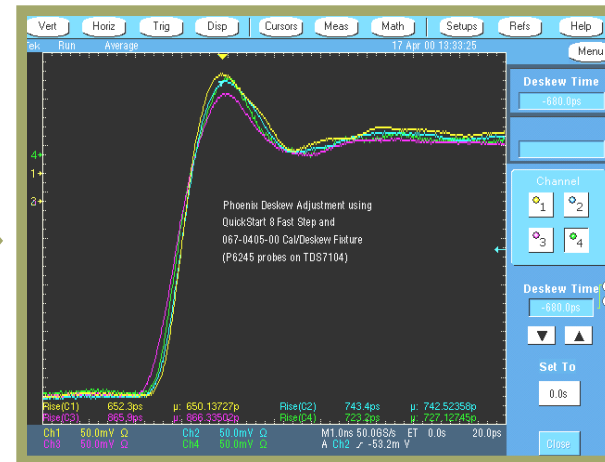 Vert Horiz Trig Disp Cursors Meas Math Setups Refs Help
Tek Run Average 17 Apr 00 13:33:25 Menu
Deskew Time
-680.0ps
4
1
2
Phoenix Deskew Adjustment using
QuickStart 8 Fast Step and
067-0405-00 Cal/Deskew Fixture
(P6245 probes on TDS7104)
Channel
1 2
3 4
Deskew Time
-680.0ps
Set To
0.0s
Close
Rise(C1) 652.3ps µ: 650.13727p Rise(C2) 743.4ps µ: 742.52358p
Rise(C3) 865.9ps µ: 866.33502p Rise(C4) 723.2ps µ: 727.12745p
Ch1 50.0mV Ω Ch2 50.0mV Ω M1.0ns 50.0GS/s ET 0.0s 20.0ps
Ch3 50.0mV Ω Ch4 50.0mV Ω A Ch2 -53.2m V